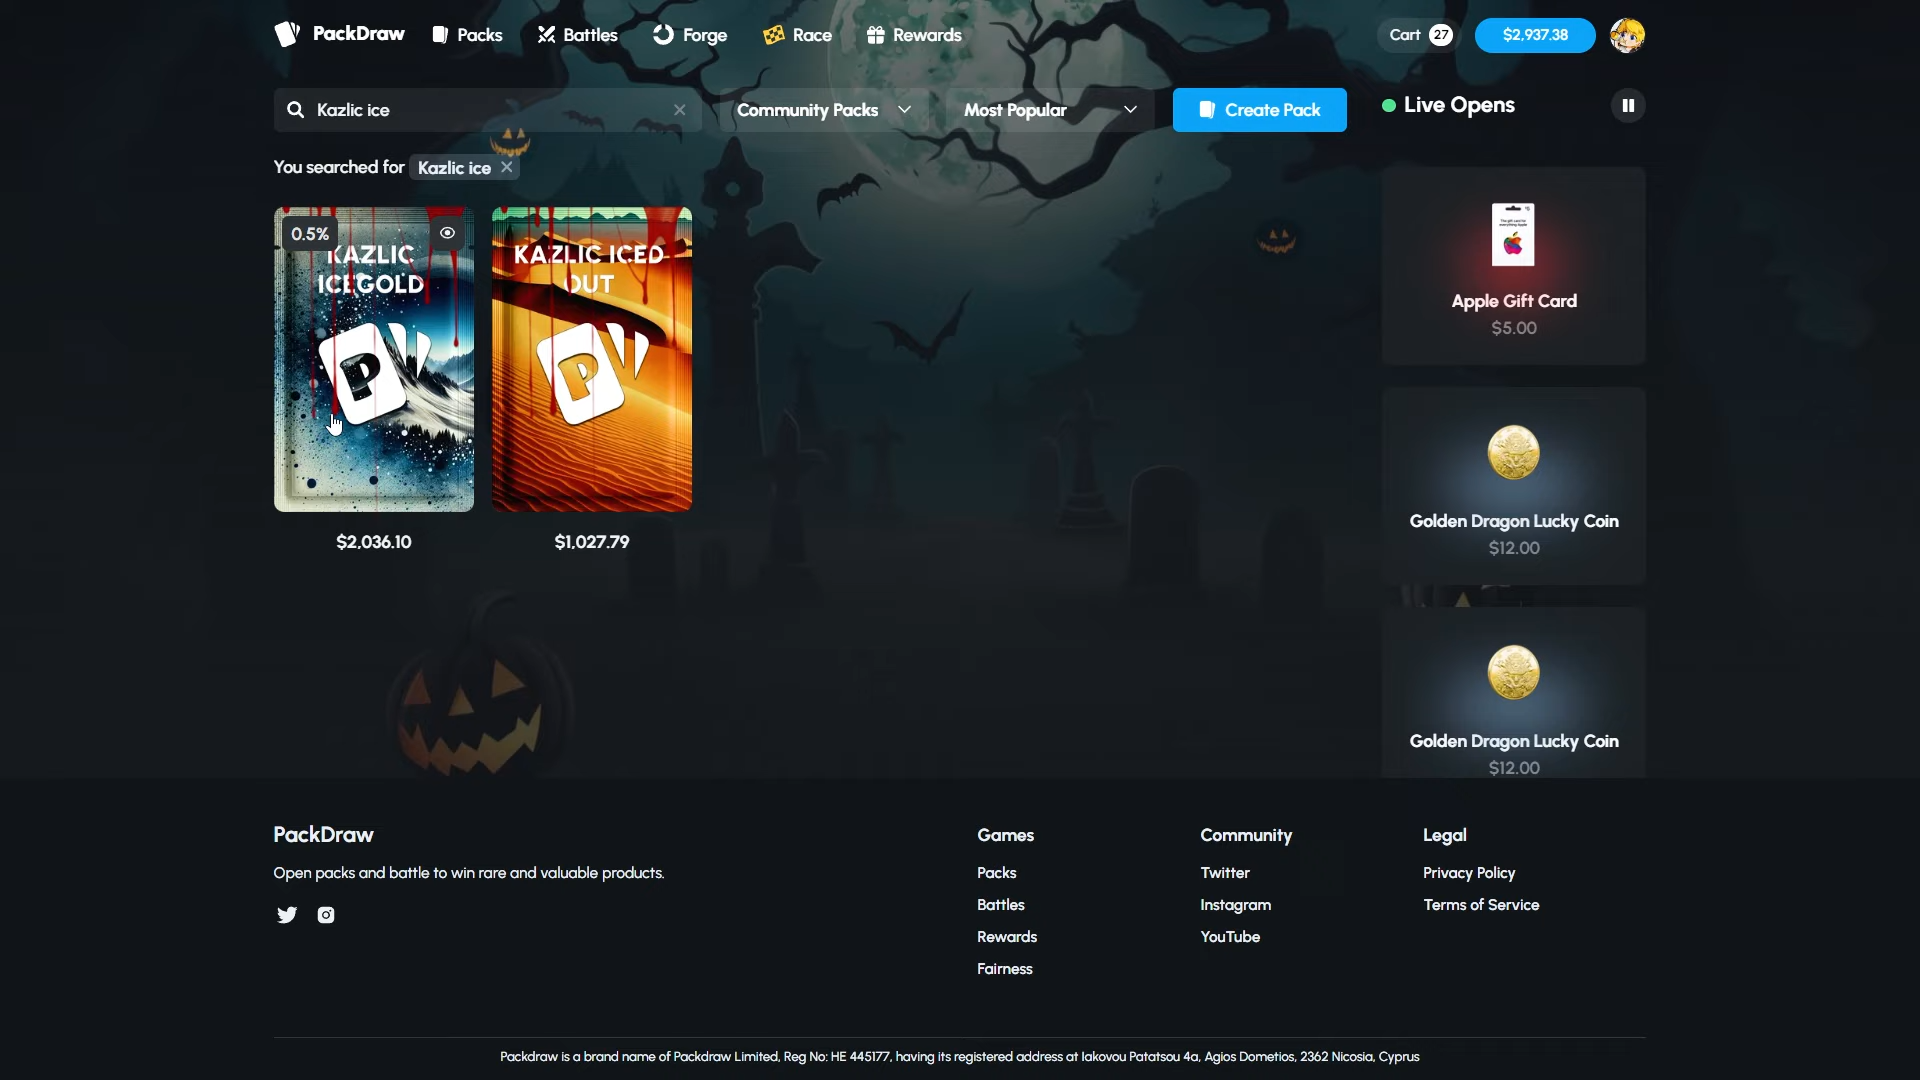 PackDraw
Packs
Battles
Forge
Race
Rewards
Cart 27
$2,937.38
Kazlic ice
Community Packs
Most Popular
Create Pack
Live Opens
You searched for Kazlic ice
0.5%
KAZLIC
ICEGOLD
P
$2,036.10
KAZLIC ICED
OUT
P
$1,027.79
Apple Gift Card
$5.00
Golden Dragon Lucky Coin
$12.00
Golden Dragon Lucky Coin
$12.00
PackDraw
Open packs and battle to win rare and valuable products.
Games
Packs
Battles
Rewards
Fairness
Community
Twitter
Instagram
YouTube
Legal
Privacy Policy
Terms of Service
Packdraw is a brand name of Packdraw Limited, Reg No: HE 445177, having its registered address at Iakovou Patatsou 4a, Agios Dometios, 2362 Nicosia, Cyprus